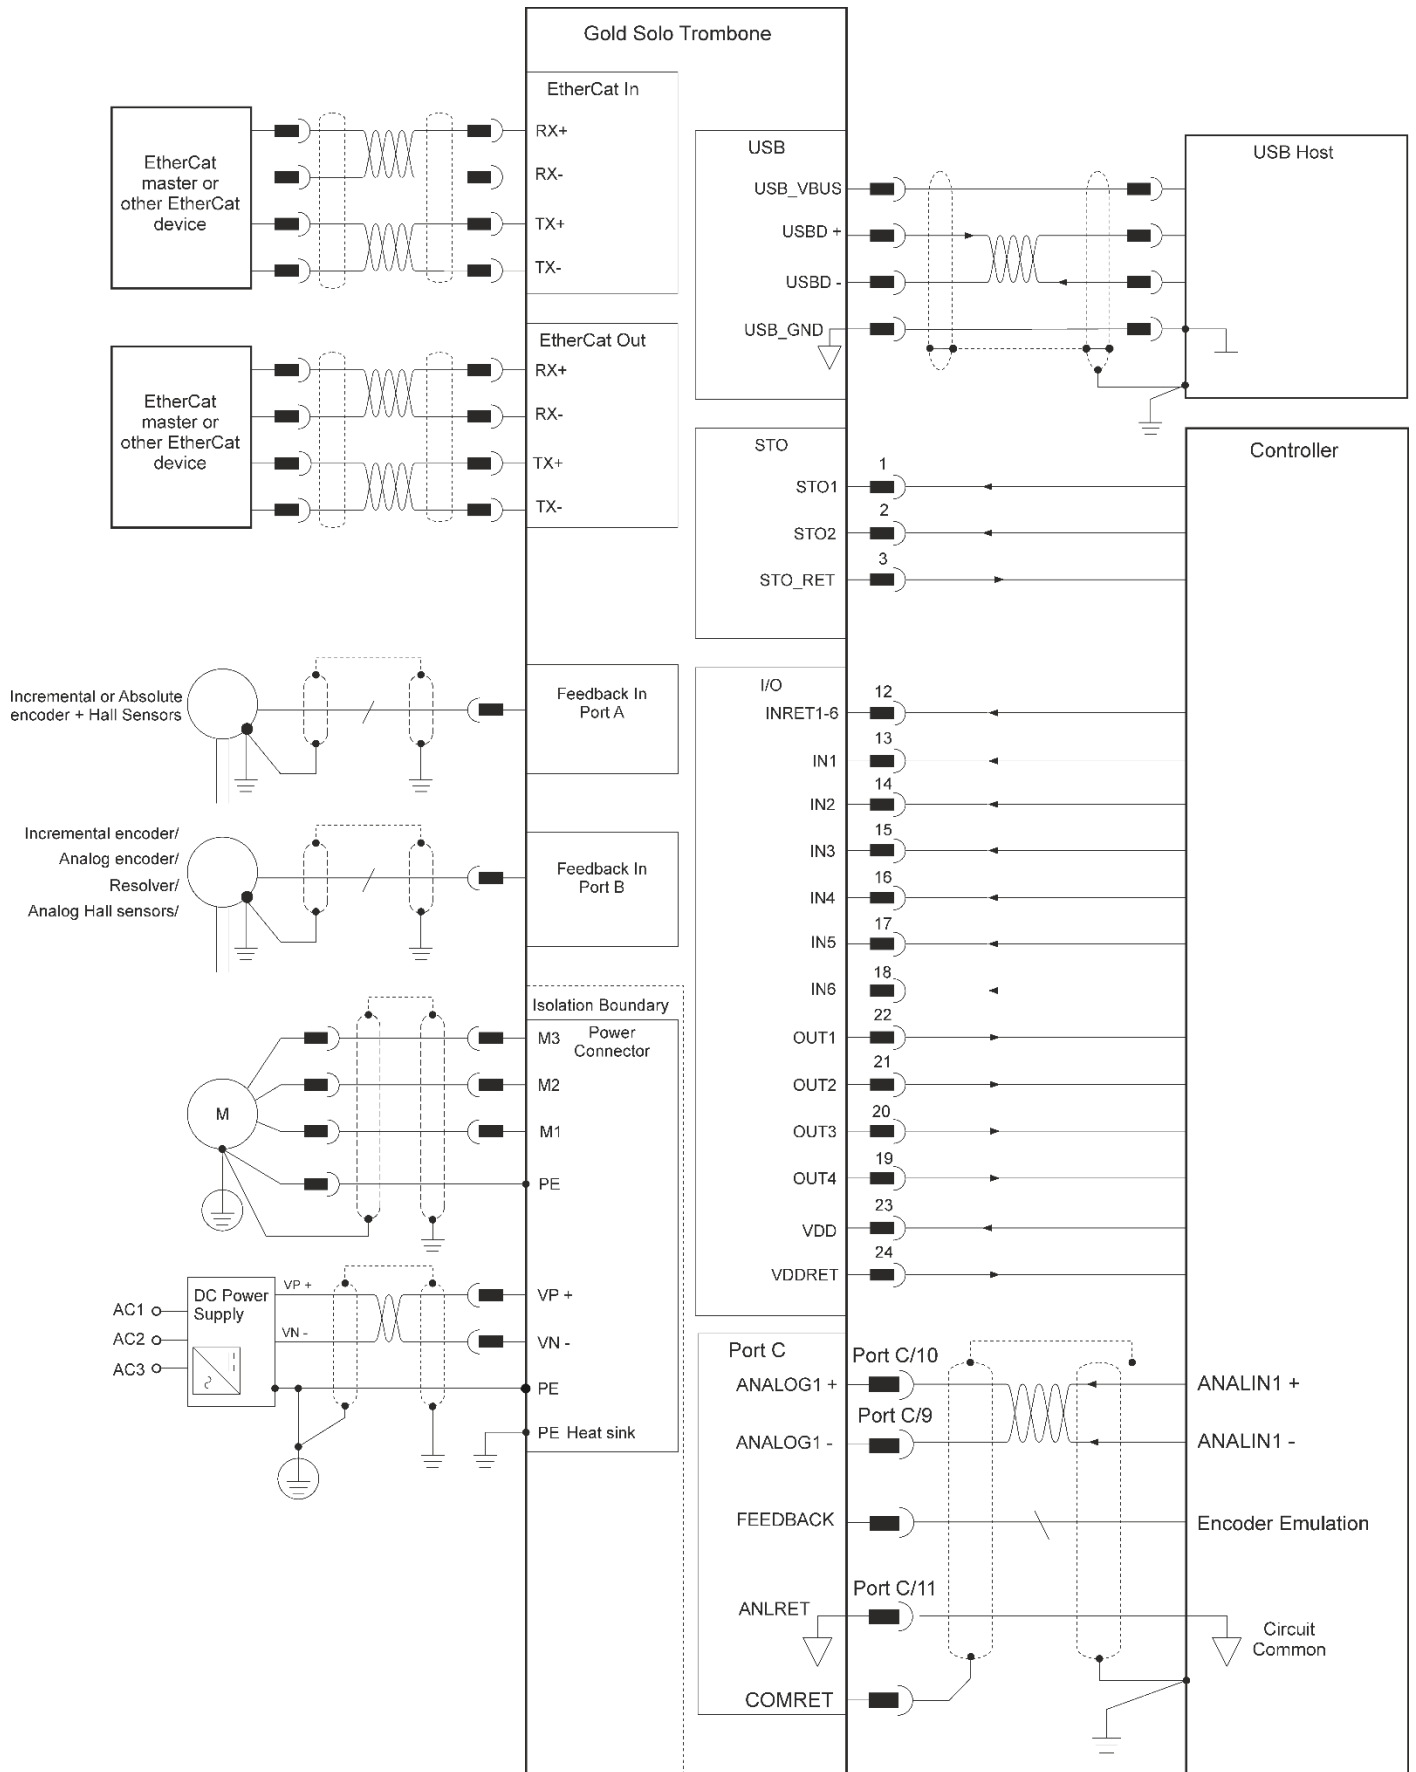 Gold Solo Trombone
EtherCat In
RX+
RX-
TX+
TX-
EtherCat
master or
other EtherCat
device
EtherCat Out
RX+
RX-
TX+
TX-
EtherCat
master or
other EtherCat
device
Incremental or Absolute
encoder + Hall Sensors
Feedback In
Port A
Incremental encoder/
Analog encoder/
Resolver/
Analog Hall sensors/
Feedback In
Port B
Isolation Boundary
Power
Connector
M3
M2
M1
PE
M
DC Power
Supply
VP +
VN -
AC1
AC2
AC3
~
VP +
VN -
PE
PE Heat sink
USB
USB_VBUS
USBD +
USBD -
USB_GND
USB Host
STO
STO1
1
STO2
2
STO_RET
3
Controller
I/O
INRET1-6
12
IN1
13
IN2
14
IN3
15
IN4
16
IN5
17
IN6
18
OUT1
22
OUT2
21
OUT3
20
OUT4
19
VDD
23
VDDRET
24
Port C
ANALOG1 +
Port C/10
ANALIN1 +
ANALOG1 -
Port C/9
ANALIN1 -
FEEDBACK
Encoder Emulation
ANLRET
Port C/11
Circuit
Common
COMRET